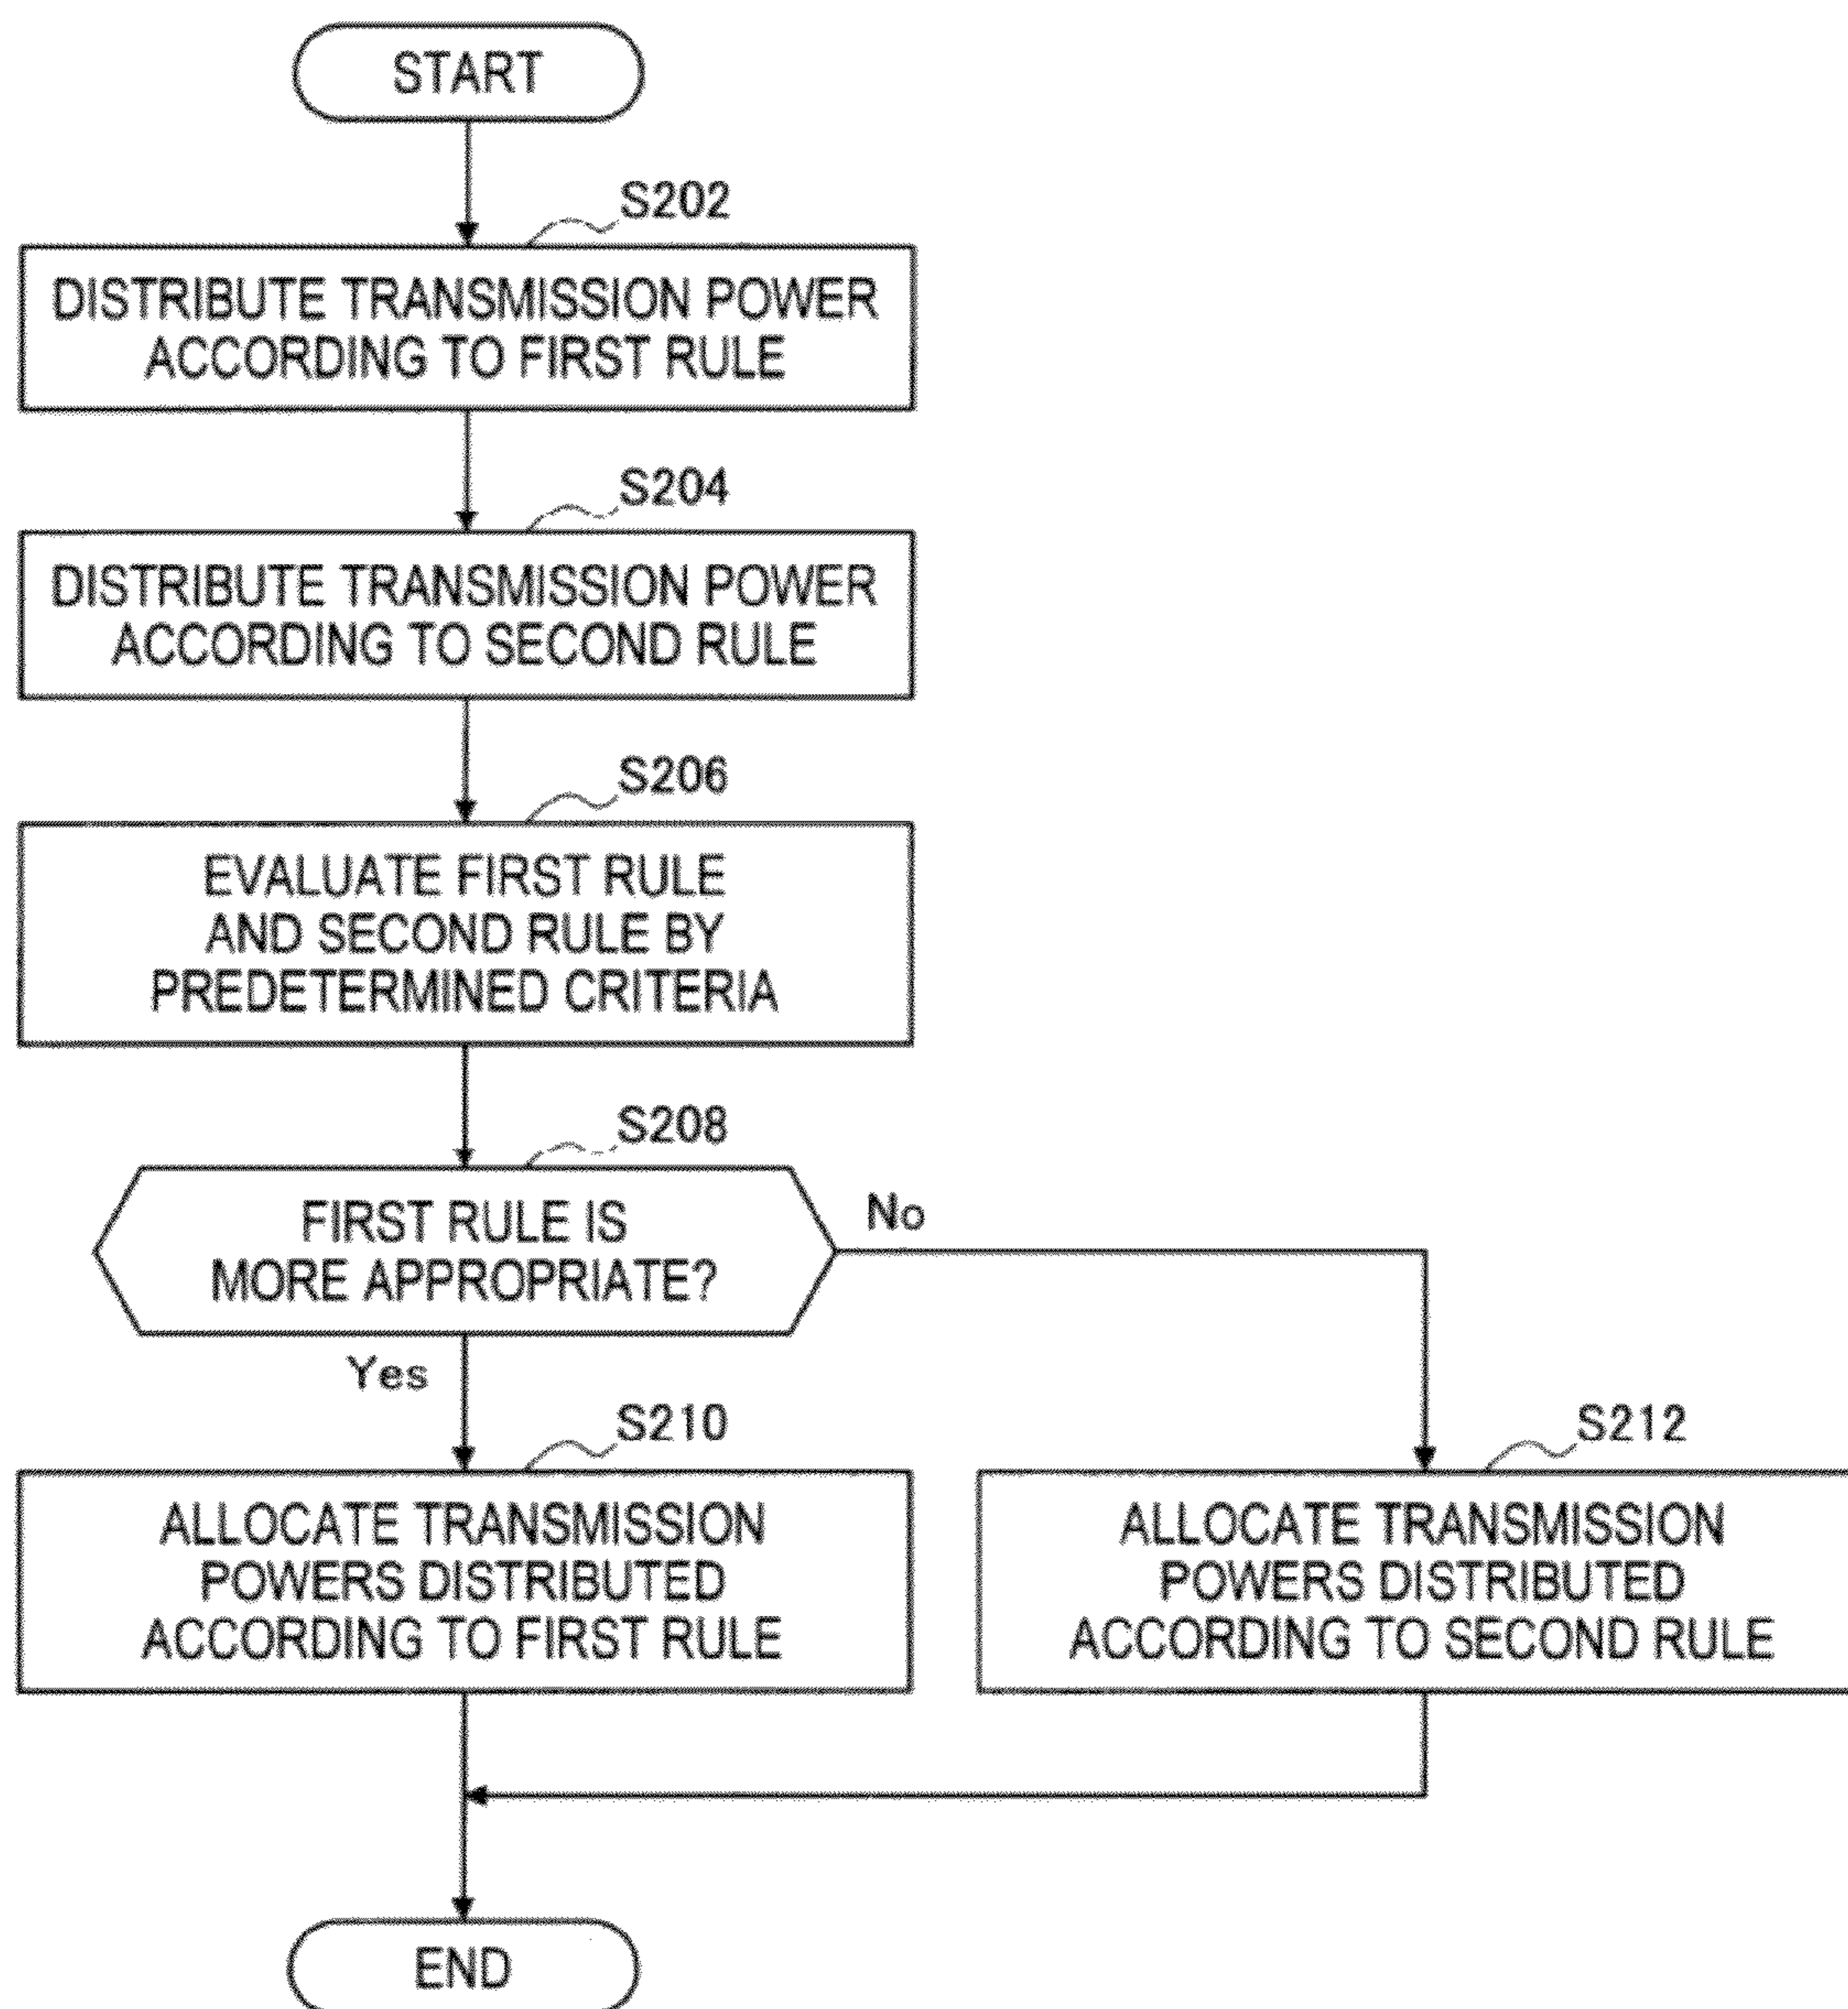 START
S202
DISTRIBUTE TRANSMISSION POWER
ACCORDING TO FIRST RULE
S204
DISTRIBUTE TRANSMISSION POWER
ACCORDING TO SECOND RULE
S206
EVALUATE FIRST RULE
AND SECOND RULE BY
PREDETERMINED CRITERIA
S208
FIRST RULE IS
MORE APPROPRIATE?
No
Yes
S210
ALLOCATE TRANSMISSION
POWERS DISTRIBUTED
ACCORDING TO FIRST RULE
S212
ALLOCATE TRANSMISSION
POWERS DISTRIBUTED
ACCORDING TO SECOND RULE
END